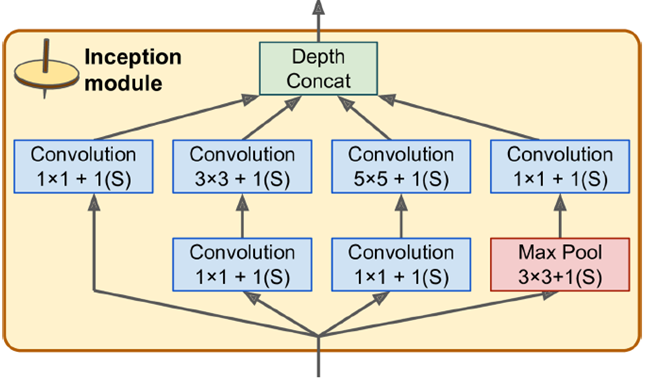 Inception
module
Depth
Concat
Convolution
1×1 + 1(S)
Convolution
3×3 + 1(S)
Convolution
5×5 + 1(S)
Convolution
1×1 + 1(S)
Convolution
1×1 + 1(S)
Convolution
1×1 + 1(S)
Max Pool
3×3+1(S)